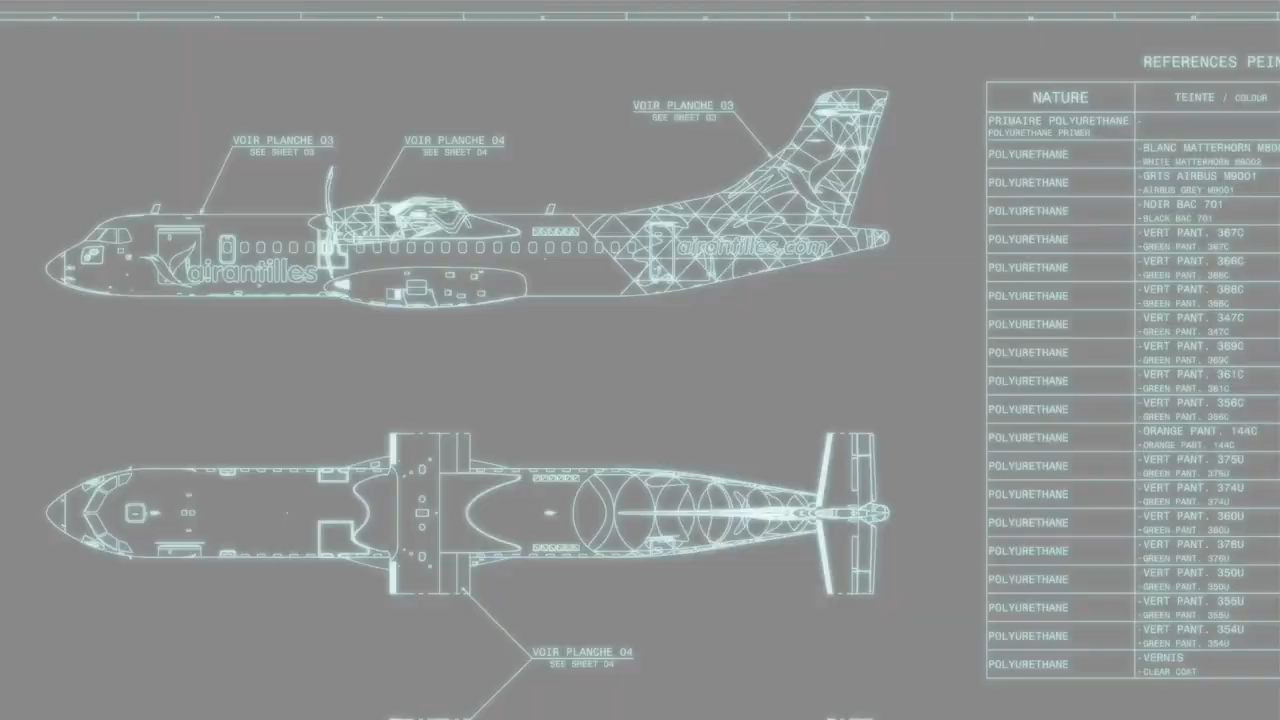 REFERENCES PEIN
VOIR PLANCHE 03
SEE SHEET 03
VOIR PLANCHE 04
SEE SHEET 04
VOIR PLANCHE 03
SEE SHEET 03
airantilles
airantilles.com
VOIR PLANCHE 04
SEE SHEET 04
NATURE
TEINTE / COLOUR
PRIMAIRE POLYURETHANE -
POLYURETHANE PRIMER
POLYURETHANE
-BLANC MATTERHORN M800
-WHITE MATTERHORN M8002
POLYURETHANE
-GRIS AIRBUS M9001
-AIRBUS GREY M9001
POLYURETHANE
-NOIR BAC 701
-BLACK BAC 701
POLYURETHANE
-VERT PANT. 367C
-GREEN PANT. 367C
POLYURETHANE
-VERT PANT. 366C
-GREEN PANT. 366C
POLYURETHANE
-VERT PANT. 368C
-GREEN PANT. 368C
POLYURETHANE
-VERT PANT. 347C
-GREEN PANT. 347C
POLYURETHANE
-VERT PANT. 369C
-GREEN PANT. 369C
POLYURETHANE
-VERT PANT. 361C
-GREEN PANT. 361C
POLYURETHANE
-VERT PANT. 356C
-GREEN PANT. 356C
POLYURETHANE
-ORANGE PANT. 144C
-ORANGE PANT. 144C
POLYURETHANE
-VERT PANT. 375U
-GREEN PANT. 375U
POLYURETHANE
-VERT PANT. 374U
-GREEN PANT. 374U
POLYURETHANE
-VERT PANT. 360U
-GREEN PANT. 360U
POLYURETHANE
-VERT PANT. 376U
-GREEN PANT. 376U
POLYURETHANE
-VERT PANT. 350U
-GREEN PANT. 350U
POLYURETHANE
-VERT PANT. 355U
-GREEN PANT. 355U
POLYURETHANE
-VERT PANT. 354U
-GREEN PANT. 354U
POLYURETHANE
-VERNIS
-CLEAR COAT